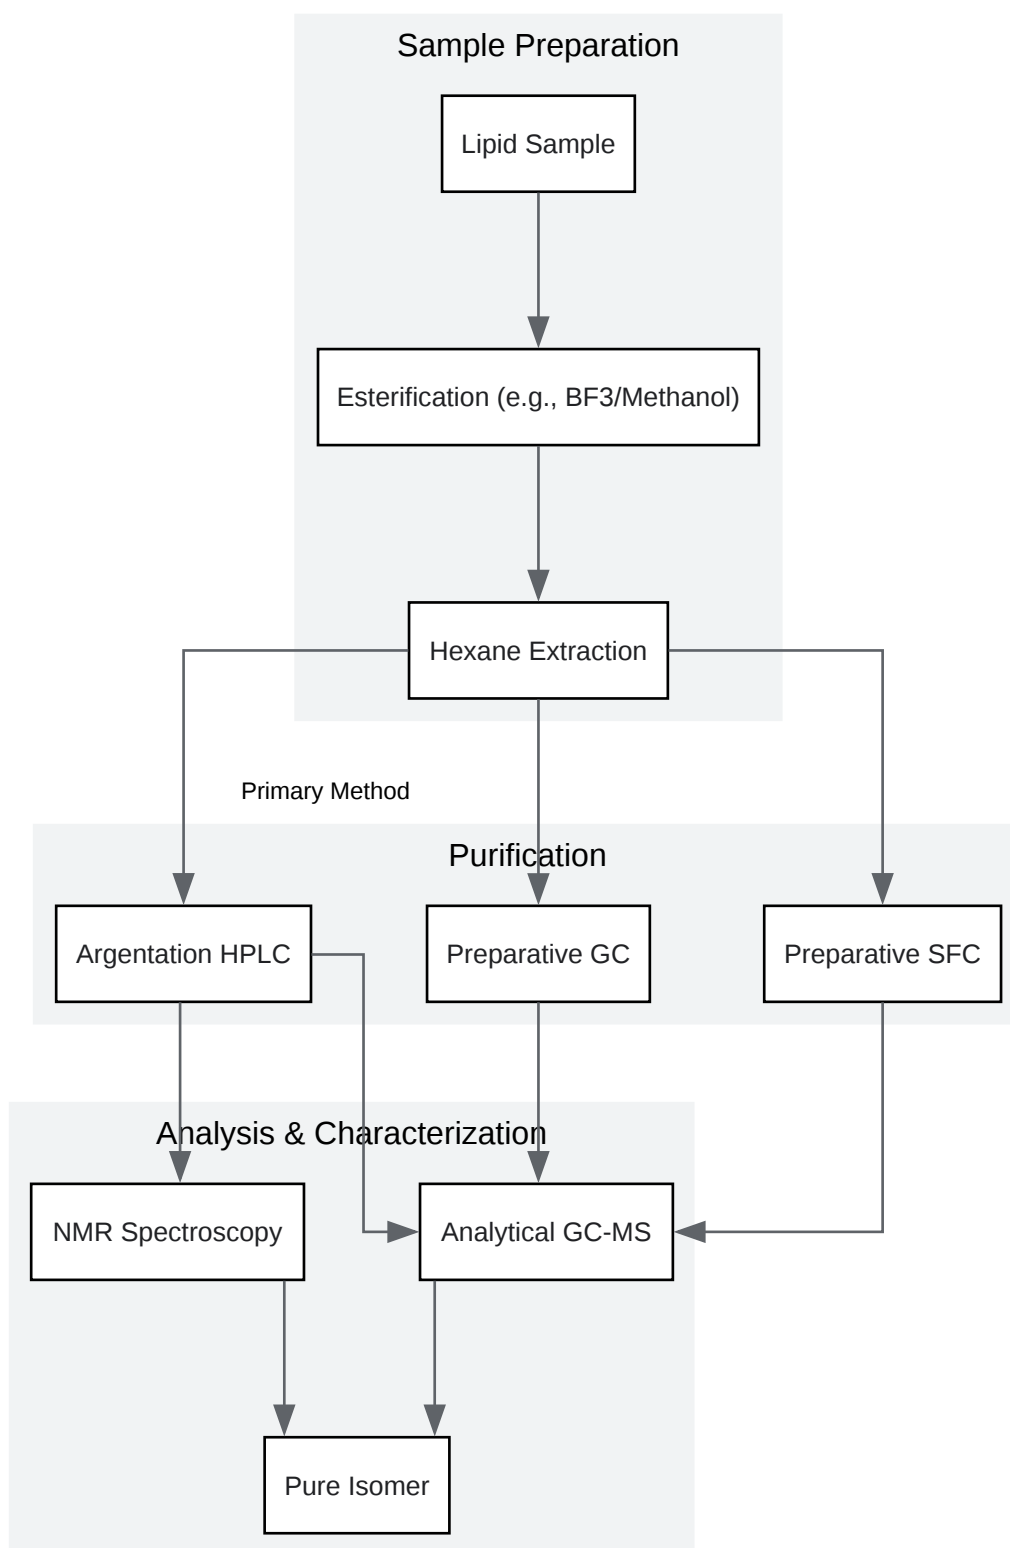 Sample Preparation
Lipid Sample
Esterification (e.g., BF3/Methanol)
Hexane Extraction
Primary Method
Purification
Argentation HPLC
Preparative GC
Preparative SFC
Analysis & Characterization
NMR Spectroscopy
Analytical GC-MS
Pure Isomer